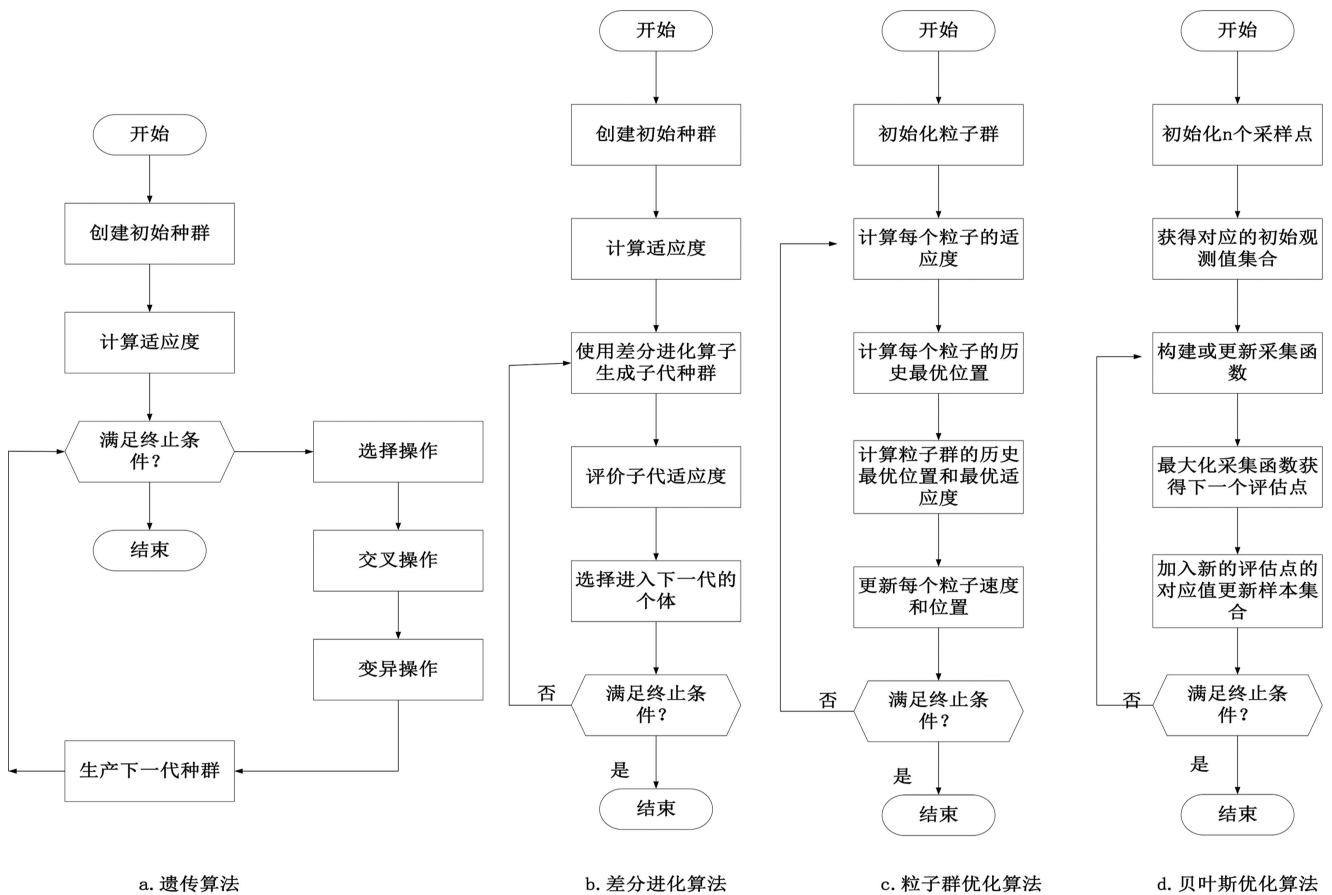 开始
创建初始种群
计算适应度
满足终止条
件?
结束
选择操作
交叉操作
变异操作
生产下一代种群
a. 遗传算法
开始
创建初始种群
计算适应度
使用差分进化算子
生成子代种群
评价子代适应度
选择进入下一代的
个体
满足终止条
件?
否
是
结束
b. 差分进化算法
开始
初始化粒子群
计算每个粒子的适
应度
计算每个粒子的历
史最优位置
计算粒子群的历史
最优位置和最优适
应度
更新每个粒子速度
和位置
满足终止条
件?
否
是
结束
c. 粒子群优化算法
开始
初始化n个采样点
获得对应的初始观
测值集合
构建或更新采集函
数
最大化采集函数获
得下一个评估点
加入新的评估点的
对应值更新样本集
合
满足终止条
件?
否
是
结束
d. 贝叶斯优化算法